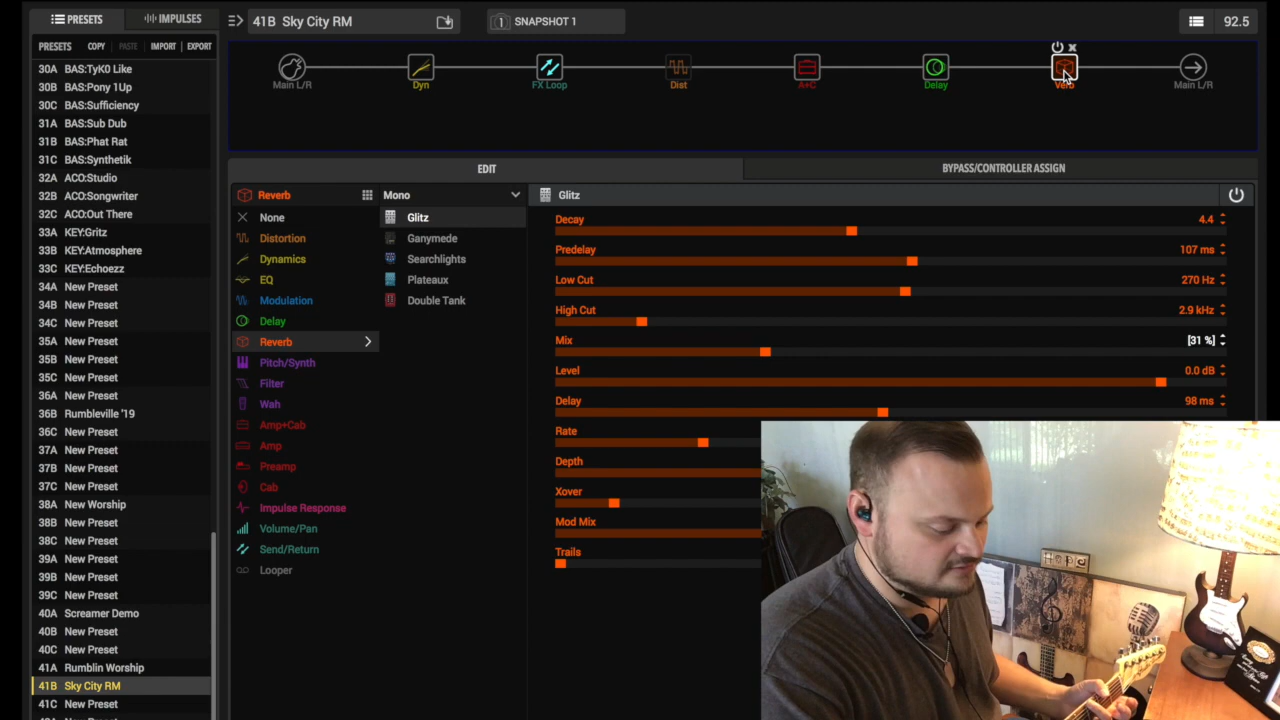 PRESETS
IMPULSES
41B Sky City RM
1 SNAPSHOT 1
92.5
PRESETS COPY PASTE IMPORT EXPORT
30A BAS:TyK0 Like
30B BAS:Pony 1Up
30C BAS:Sufficiency
31A BAS:Sub Dub
31B BAS:Phat Rat
31C BAS:Synthetik
32A ACO:Studio
32B ACO:Songwriter
32C ACO:Out There
33A KEY:Gritz
33B KEY:Atmosphere
33C KEY:Echoezz
34A New Preset
34B New Preset
34C New Preset
35A New Preset
35B New Preset
35C New Preset
36A New Preset
36B Rumbleville '19
36C New Preset
37A New Preset
37B New Preset
37C New Preset
38A New Worship
38B New Preset
38C New Preset
39A New Preset
39B New Preset
39C New Preset
40A Screamer Demo
40B New Preset
40C New Preset
41A Rumblin Worship
41B Sky City RM
41C New Preset
Main L/R
Dyn
FX Loop
Dist
A+C
Delay
Verb
Main L/R
EDIT
BYPASS/CONTROLLER ASSIGN
Reverb
None
Distortion
Dynamics
EQ
Modulation
Delay
Reverb
Pitch/Synth
Filter
Wah
Amp+Cab
Amp
Preamp
Cab
Impulse Response
Volume/Pan
Send/Return
Looper
Mono
Glitz
Ganymede
Searchlights
Plateaux
Double Tank
Glitz
Decay 4.4
Predelay 107 ms
Low Cut 270 Hz
High Cut 2.9 kHz
Mix [31 %]
Level 0.0 dB
Delay 98 ms
Rate
Depth
Xover
Mod Mix
Trails
Hope